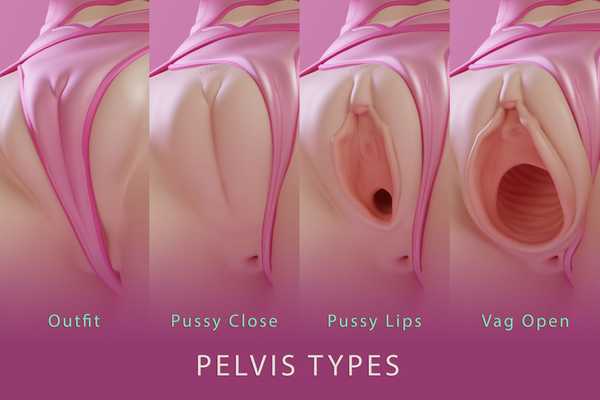 Outfit
Pussy Close
Pussy Lips
Vag Open
PELVIS TYPES